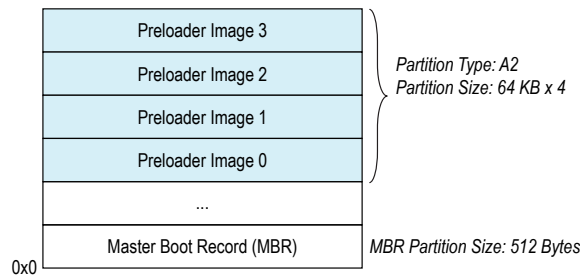 Preloader Image 3
Preloader Image 2
Preloader Image 1
Preloader Image 0
Partition Type: A2
Partition Size: 64 KB x 4
...
Master Boot Record (MBR)
MBR Partition Size: 512 Bytes
0x0